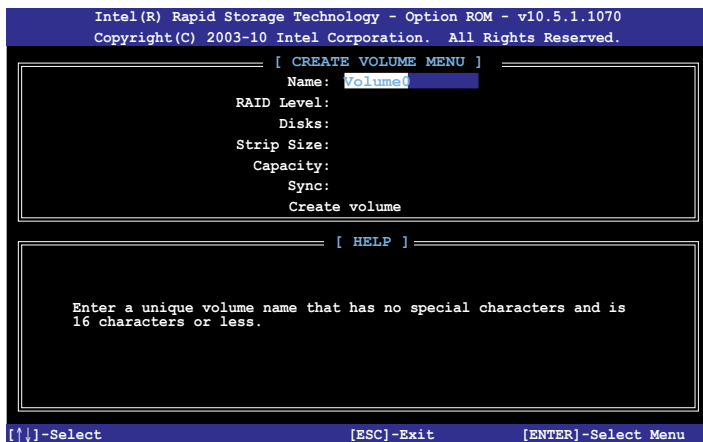 Intel(R) Rapid Storage Technology - Option ROM - v10.5.1.1070
Copyright(C) 2003-10 Intel Corporation.  All Rights Reserved.
[ CREATE VOLUME MENU ]
Name: Volume0
RAID Level:
Disks:
Strip Size:
Capacity:
Sync:
Create volume
[ HELP ]
Enter a unique volume name that has no special characters and is
16 characters or less.
[↑↓]-Select [ESC]-Exit [ENTER]-Select Menu